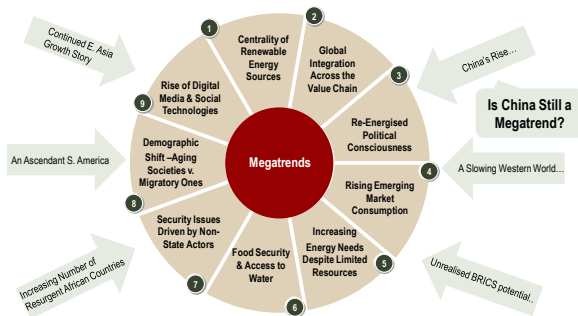 Continued E. Asia
Growth Story
An Ascendant S. America
Increasing Number of
Resurgent African Countries
1
Centrality of
Renewable
Energy
Sources
2
Global
Integration
Across the
Value Chain
3
Re-Energised
Political
Consciousness
4
Rising Emerging
Market
Consumption
5
Increasing
Energy Needs
Despite Limited
Resources
6
Food Security
& Access to
Water
7
Security Issues
Driven by Non-
State Actors
8
Demographic
Shift –Aging
Societies v.
Migratory Ones
9
Rise of Digital
Media & Social
Technologies
Megatrends
China's Rise…
Is China Still a
Megatrend?
A Slowing Western World…
Unrealised BRICS potential..